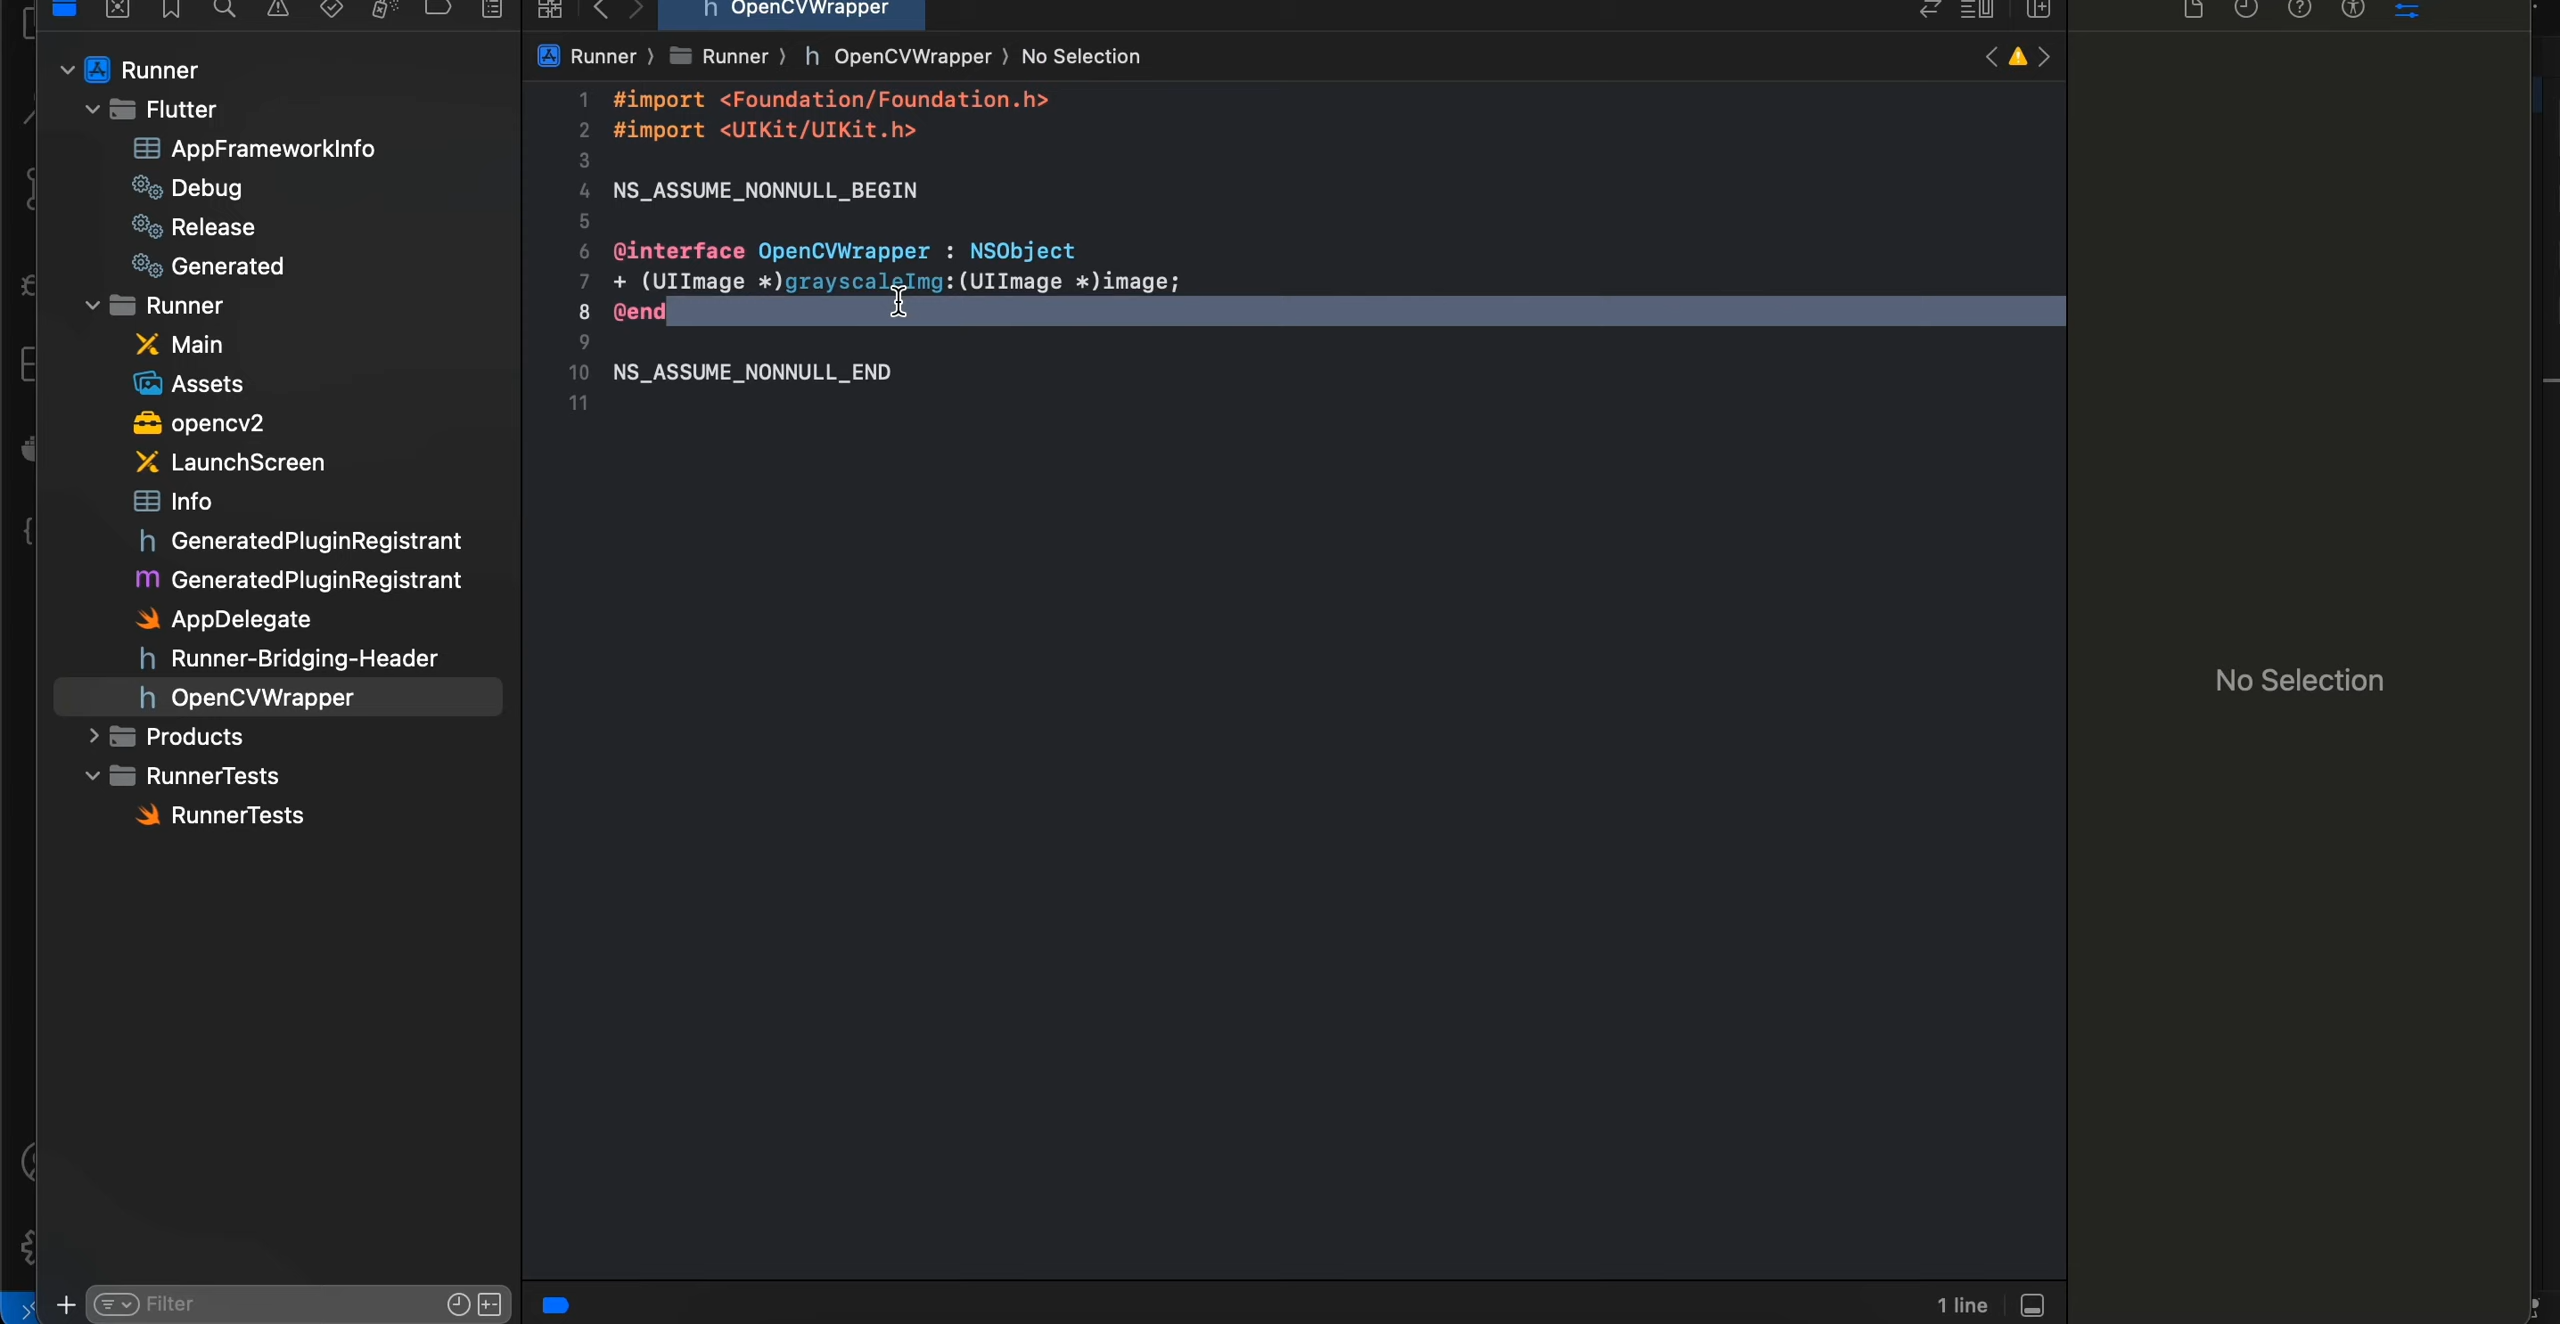 OpenCVWrapper
Runner
Flutter
AppFrameworkInfo
Debug
Release
Generated
Runner
Main
Assets
opencv2
LaunchScreen
Info
h GeneratedPluginRegistrant
m GeneratedPluginRegistrant
AppDelegate
h Runner-Bridging-Header
h OpenCVWrapper
Products
RunnerTests
RunnerTests
Filter
Runner 〉 Runner 〉 h OpenCVWrapper 〉 No Selection
1 #import <Foundation/Foundation.h>
2 #import <UIKit/UIKit.h>
3
4 NS_ASSUME_NONNULL_BEGIN
5
6 @interface OpenCVWrapper : NSObject
7 + (UIImage *)grayscaleImg:(UIImage *)image;
8 @end
9
10 NS_ASSUME_NONNULL_END
11
1 line
No Selection